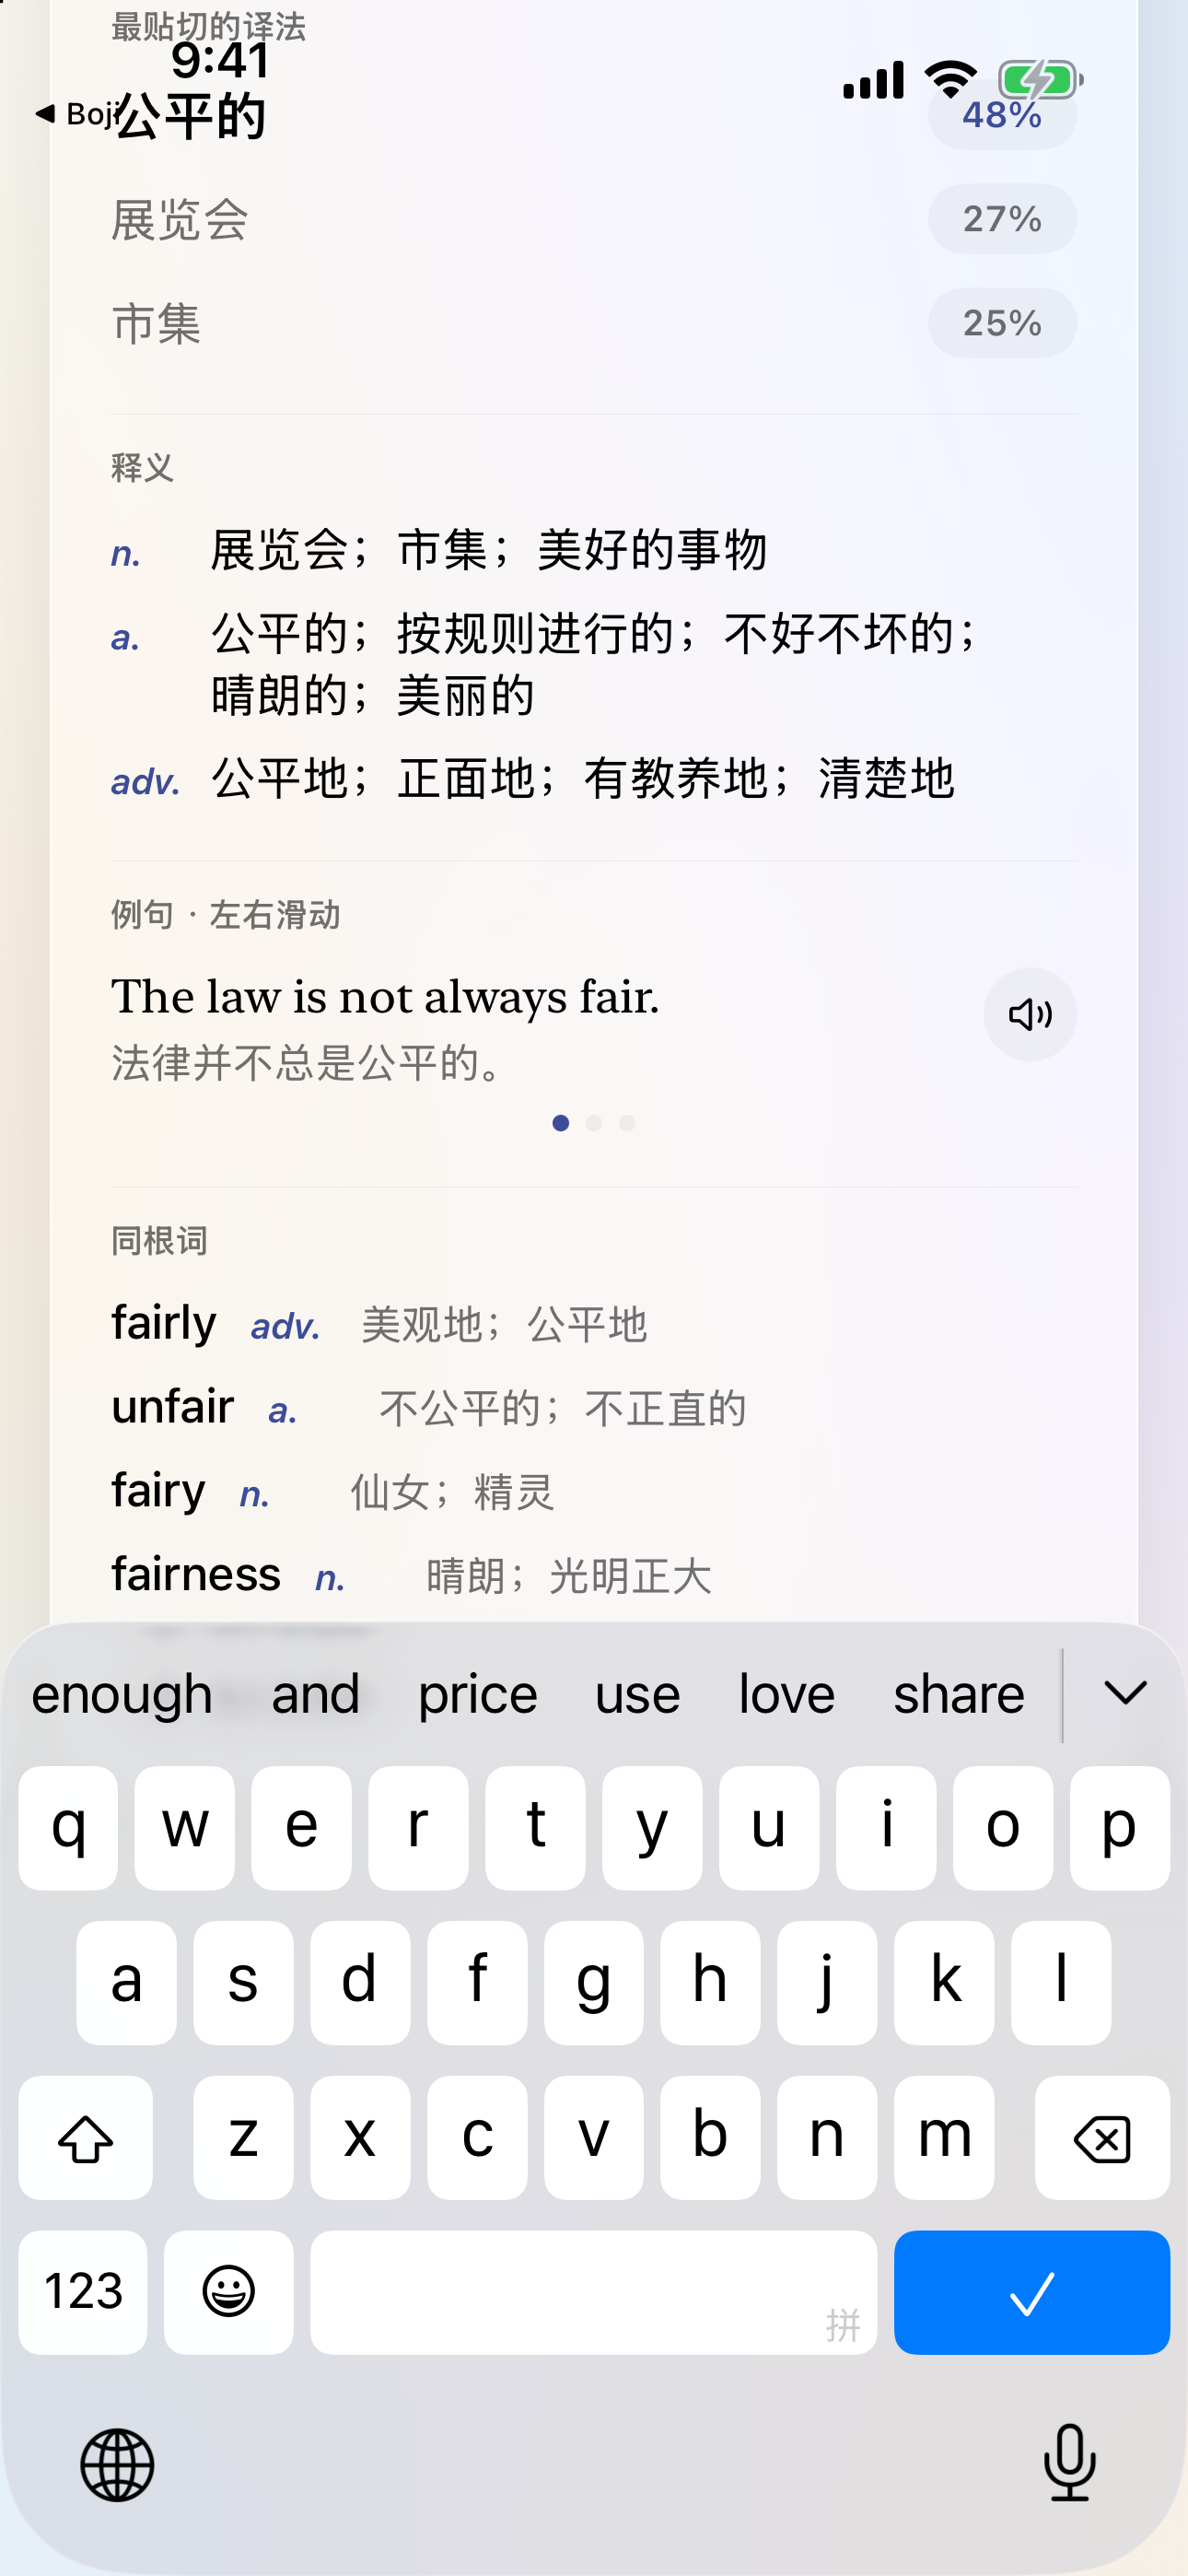 最贴切的译法
9:41
Boji
公平的
48%
展览会
27%
市集
25%
释义
n. 展览会；市集；美好的事物
a. 公平的；按规则进行的；不好不坏的；
晴朗的；美丽的
adv. 公平地；正面地；有教养地；清楚地
例句 · 左右滑动
The law is not always fair.
法律并不总是公平的。
同根词
fairly adv. 美观地；公平地
unfair a. 不公平的；不正直的
fairy n. 仙女；精灵
fairness n. 晴朗；光明正大
enough and price use love share
q w e r t y u i o p
a s d f g h j k l
z x c v b n m
123
拼